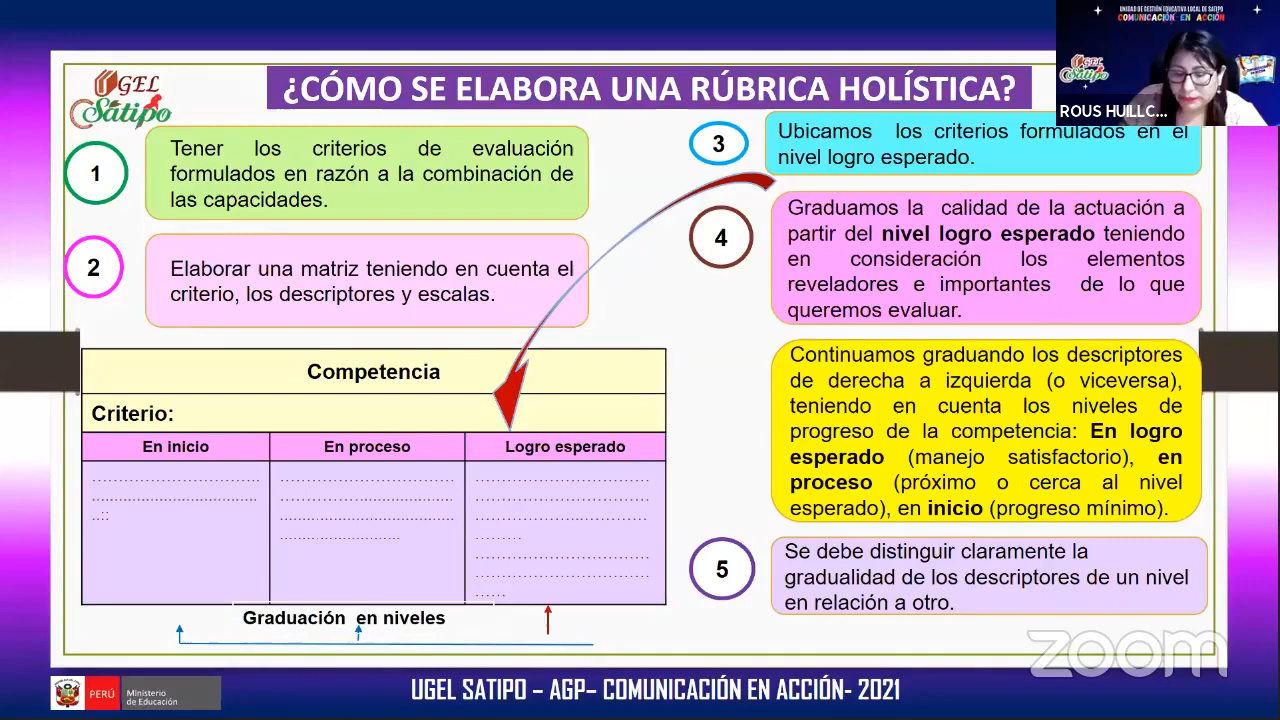 UNIDAD DE GESTIÓN EDUCATIVA LOCAL DE SATIPO
COMUNICACIÓN EN ACCIÓN
UGEL
Satipo
ROUS HUILLC...
UGEL
Satipo
¿CÓMO SE ELABORA UNA RÚBRICA HOLÍSTICA?
1
Tener los criterios de evaluación
formulados en razón a la combinación de
las capacidades.
2
Elaborar una matriz teniendo en cuenta el
criterio, los descriptores y escalas.
Competencia
Criterio:
En inicio
En proceso
Logro esperado
Graduación en niveles
3
Ubicamos los criterios formulados en el
nivel logro esperado.
4
Graduamos la calidad de la actuación a
partir del nivel logro esperado teniendo
en consideración los elementos
reveladores e importantes de lo que
queremos evaluar.
Continuamos graduando los descriptores
de derecha a izquierda (o viceversa),
teniendo en cuenta los niveles de
progreso de la competencia: En logro
esperado (manejo satisfactorio), en
proceso (próximo o cerca al nivel
esperado), en inicio (progreso mínimo).
5
Se debe distinguir claramente la
gradualidad de los descriptores de un nivel
en relación a otro.
zoom
PERÚ
Ministerio
de Educación
UGEL SATIPO – AGP– COMUNICACIÓN EN ACCIÓN- 2021